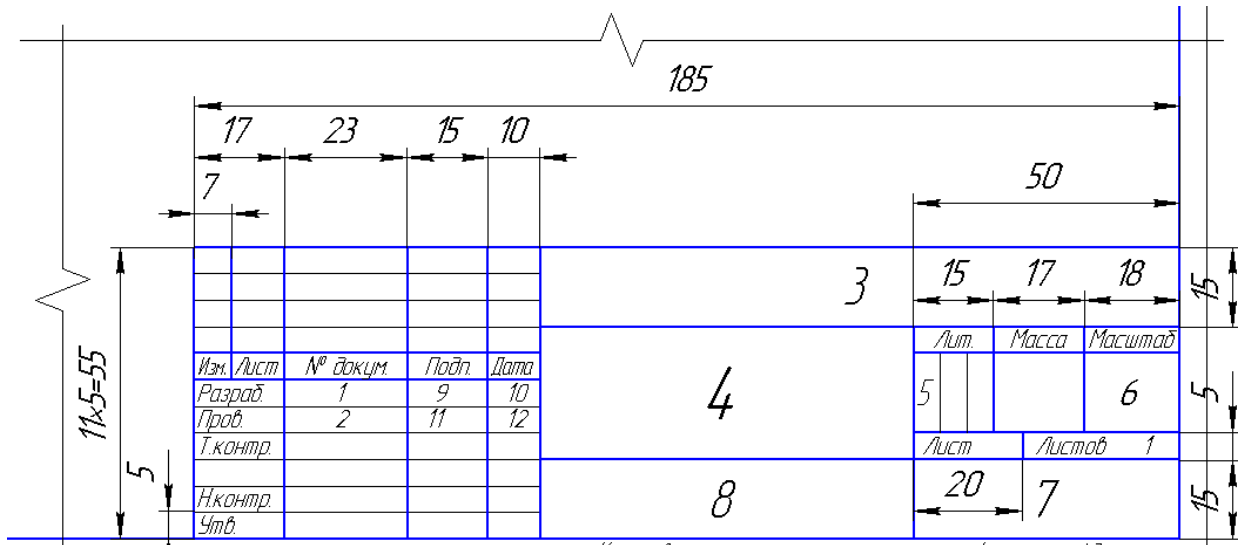 185
17 23 15 10
7 50
3 15 17 18 15
Лит. Масса Масштаб
Изм. Лист № докум. Подп. Дата
11x5=55 Разраб. 1 9 10 4 5 6 5
Пров. 2 11 12
Т.контр. Лист Листов 1
5 20 15
Н.контр. 8 7
Утв.